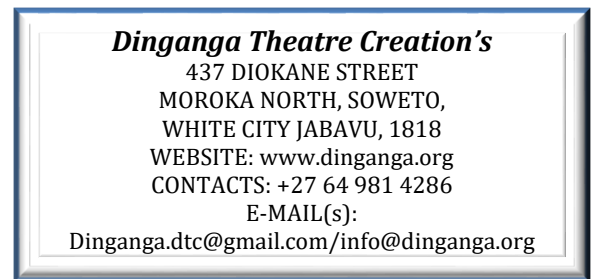 Dinganga Theatre Creation's
437 DIOKANE STREET
MOROKA NORTH, SOWETO,
WHITE CITY JABAVU, 1818
WEBSITE: www.dinganga.org
CONTACTS: +27 64 981 4286
E-MAIL(s):
Dinganga.dtc@gmail.com/info@dinganga.org